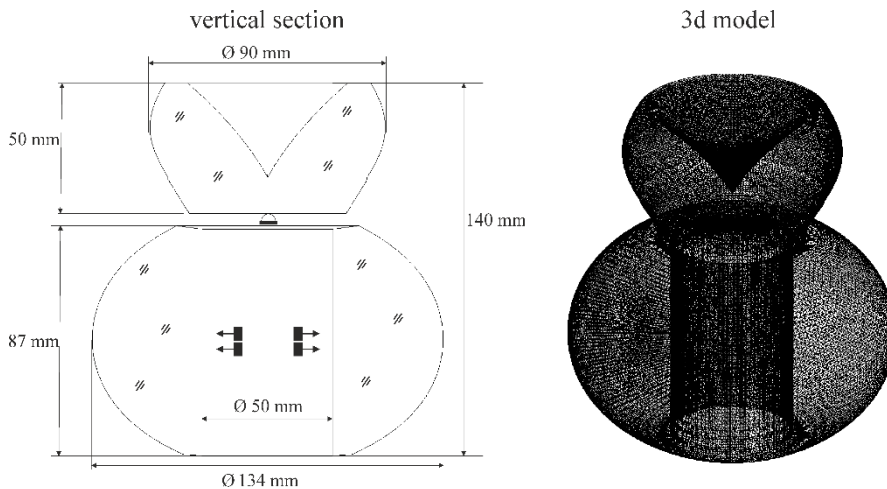 vertical section
3d model
Ø 90 mm
50 mm
140 mm
87 mm
Ø 50 mm
Ø 134 mm